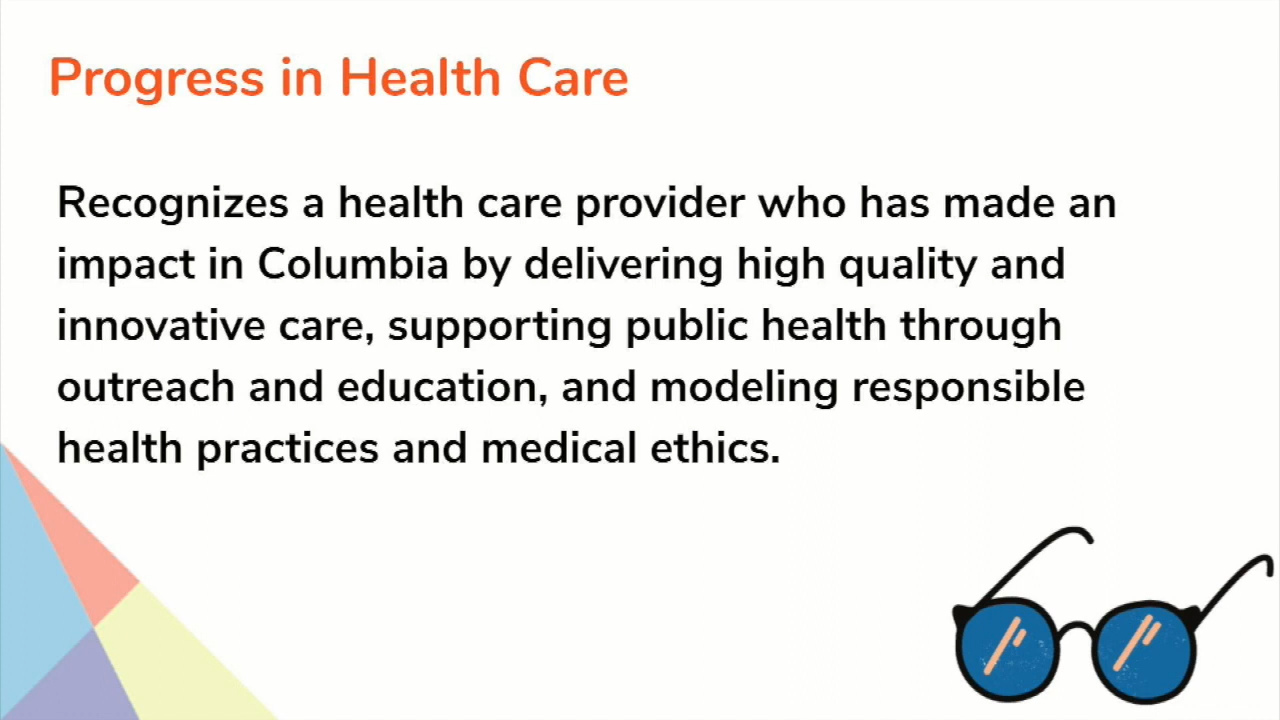 Progress in Health Care
Recognizes a health care provider who has made an
impact in Columbia by delivering high quality and
innovative care, supporting public health through
outreach and education, and modeling responsible
health practices and medical ethics.